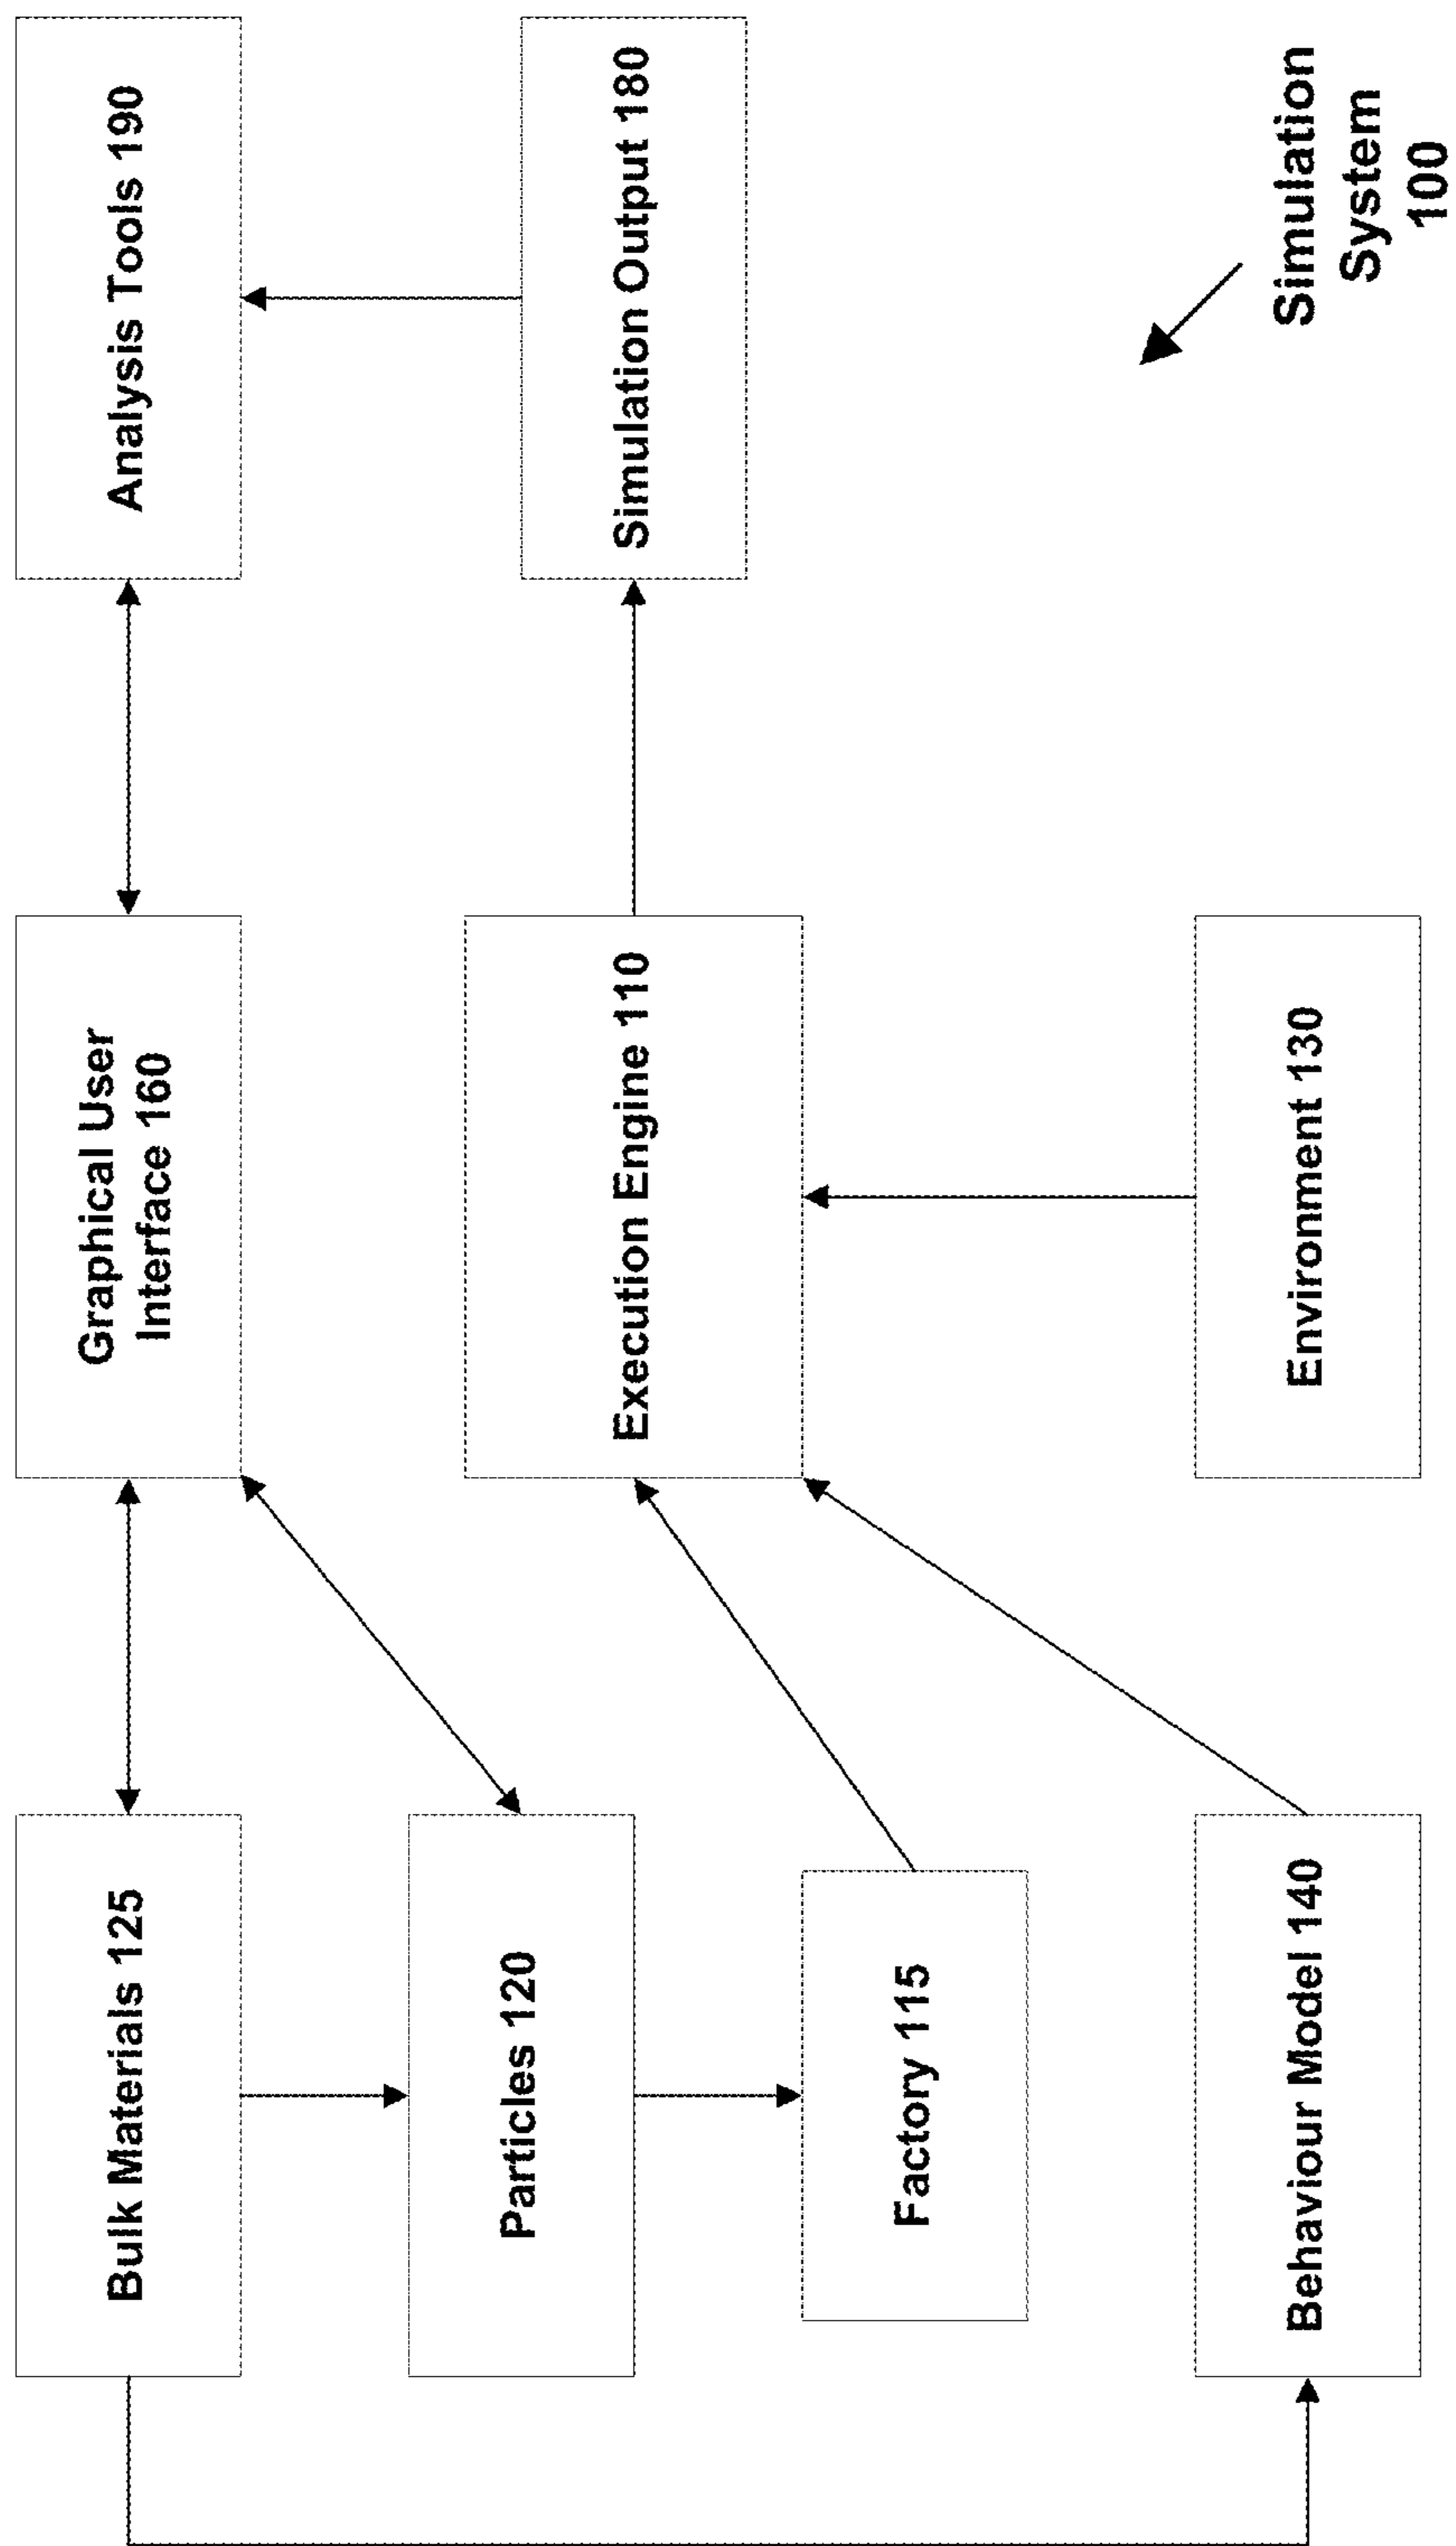 Bulk Materials 125
Graphical User
Interface 160
Analysis Tools 190
Particles 120
Execution Engine 110
Simulation Output 180
Factory 115
Behaviour Model 140
Environment 130
Simulation
System
100